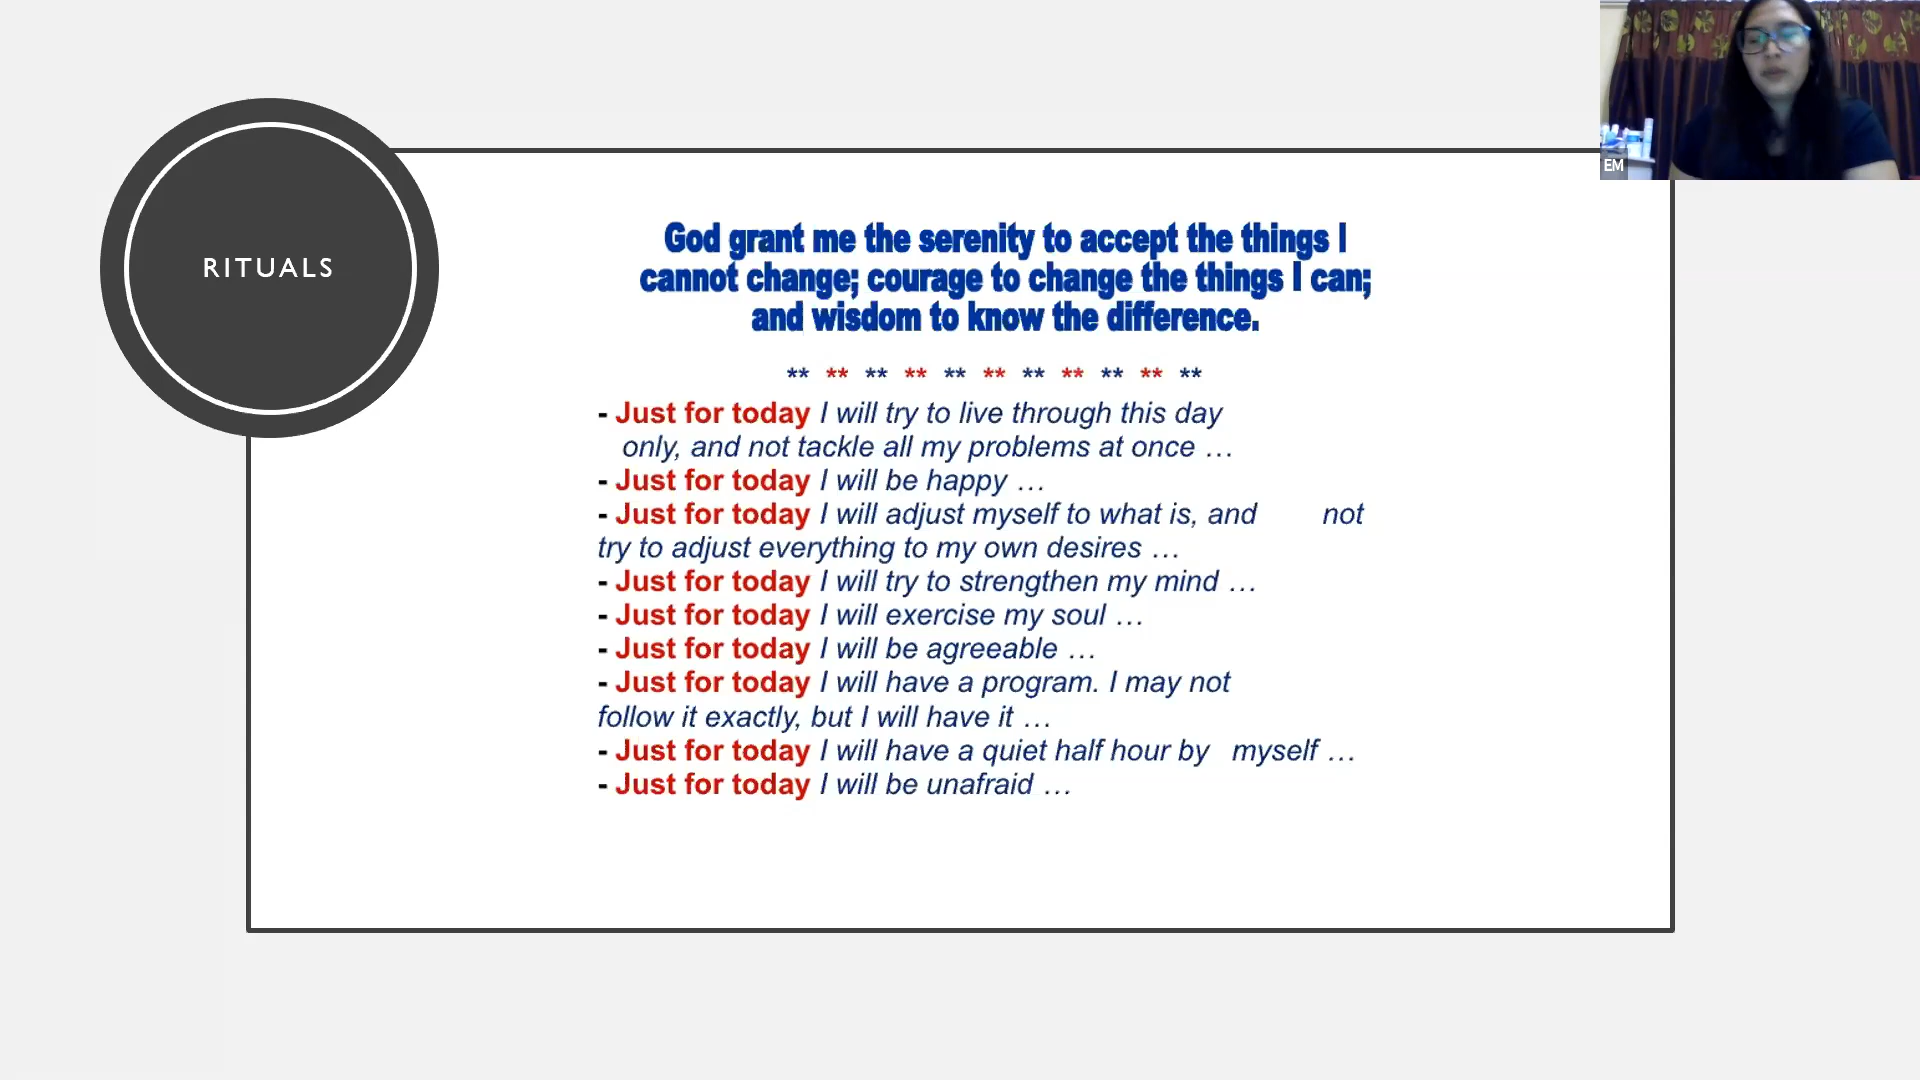 RITUALS
God grant me the serenity to accept the things I
cannot change; courage to change the things I can;
and wisdom to know the difference.
** ** ** ** ** ** ** ** ** ** **
- Just for today I will try to live through this day
only, and not tackle all my problems at once …
- Just for today I will be happy …
- Just for today I will adjust myself to what is, and not
try to adjust everything to my own desires …
- Just for today I will try to strengthen my mind …
- Just for today I will exercise my soul …
- Just for today I will be agreeable …
- Just for today I will have a program. I may not
follow it exactly, but I will have it …
- Just for today I will have a quiet half hour by myself …
- Just for today I will be unafraid …
EM